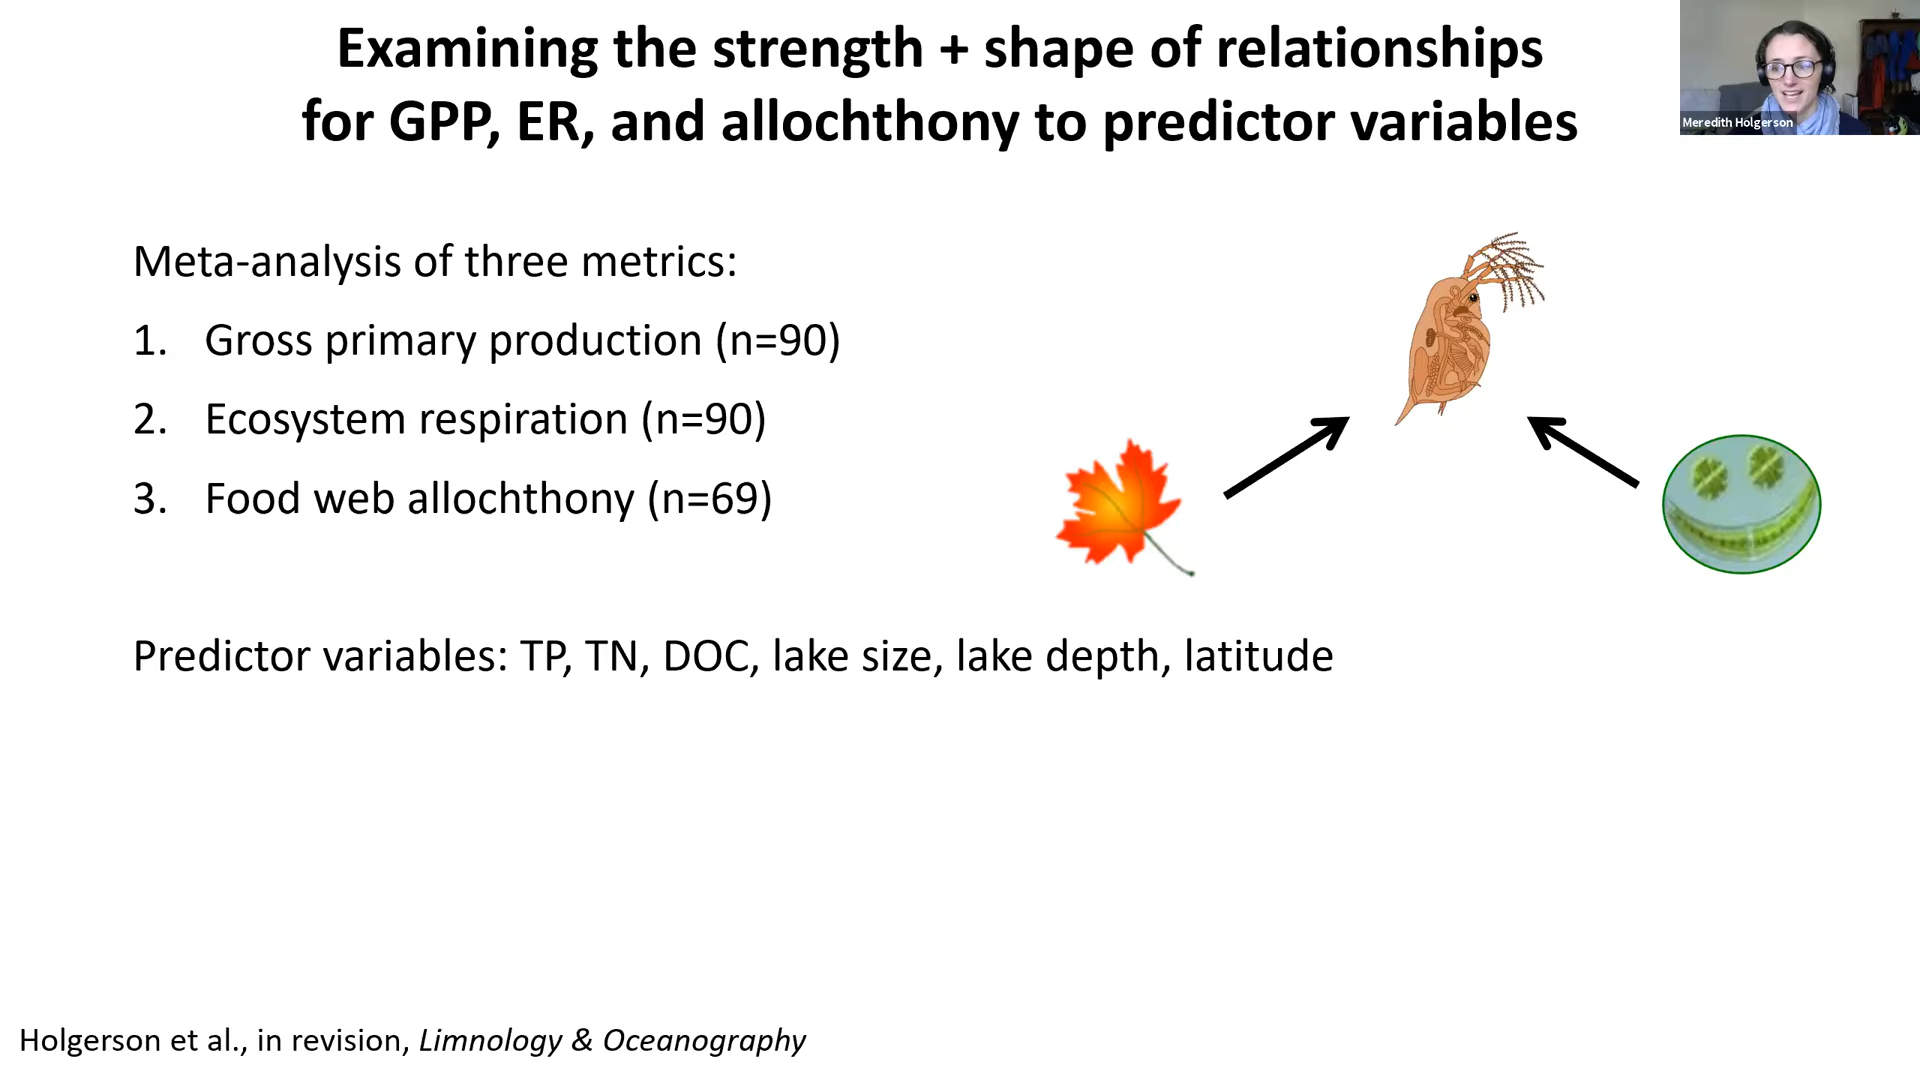 Examining the strength + shape of relationships
for GPP, ER, and allochthony to predictor variables
Meredith Holgerson
Meta-analysis of three metrics:
1. Gross primary production (n=90)
2. Ecosystem respiration (n=90)
3. Food web allochthony (n=69)
Predictor variables: TP, TN, DOC, lake size, lake depth, latitude
Holgerson et al., in revision, Limnology & Oceanography